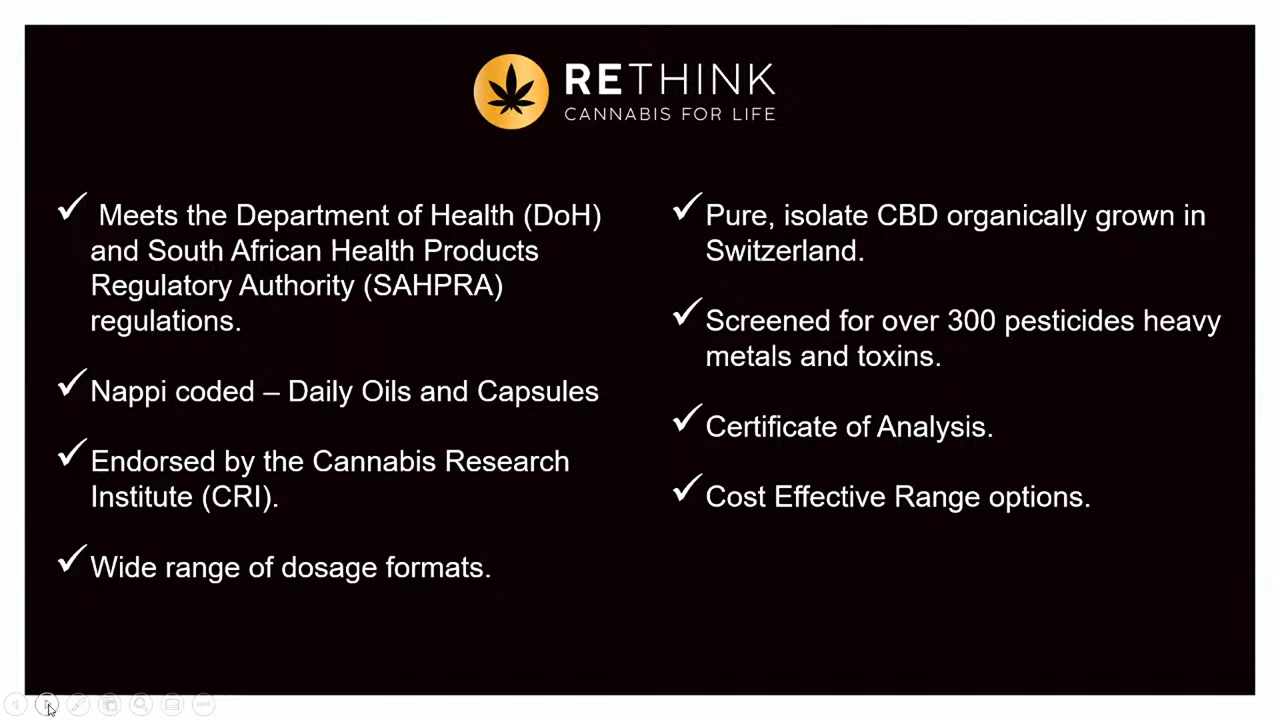 RETHINK
CANNABIS FOR LIFE
✓ Meets the Department of Health (DoH)
and South African Health Products
Regulatory Authority (SAHPRA)
regulations.
✓ Nappi coded – Daily Oils and Capsules
✓ Endorsed by the Cannabis Research
Institute (CRI).
✓ Wide range of dosage formats.
✓ Pure, isolate CBD organically grown in
Switzerland.
✓ Screened for over 300 pesticides heavy
metals and toxins.
✓ Certificate of Analysis.
✓ Cost Effective Range options.